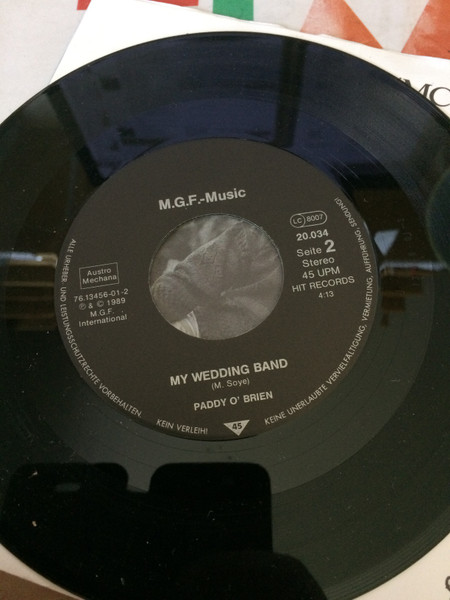 MC
M.G.F.-Music
LC 8007
20.034
Seite 2
Stereo
45 UPM
HIT RECORDS
4:13
Austro
Mechana
76.13456-01-2
℗ & © 1989
M.G.F.
International
MY WEDDING BAND
(M. Soye)
PADDY O' BRIEN
ALLE URHEBER- UND LEISTUNGSSCHUTZRECHTE VORBEHALTEN. KEIN VERLEIH! KEINE UNERLAUBTE VERVIELFÄLTIGUNG, VERMIETUNG, AUFFÜHRUNG, SENDUNG!
45